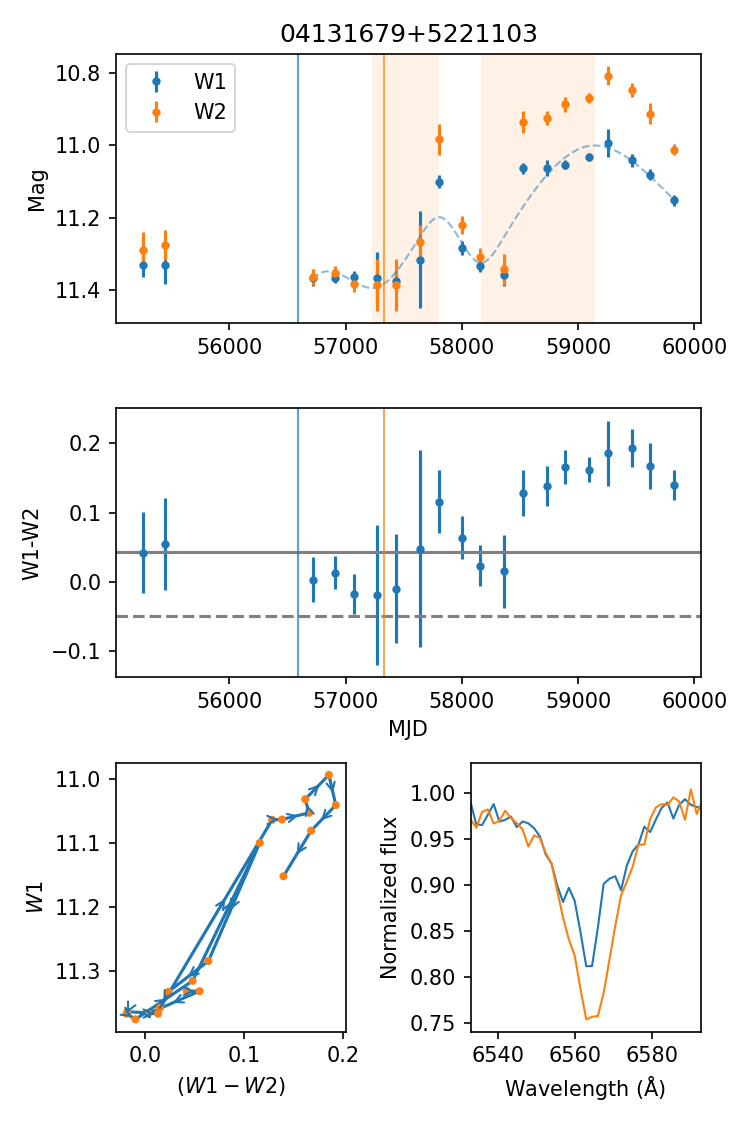 04131679+5221103
W1
W2
Mag
10.8
11.0
11.2
11.4
56000 57000 58000 59000 60000
W1-W2
0.2
0.1
0.0
−0.1
56000 57000 58000 59000 60000
MJD
W1
11.0
11.1
11.2
11.3
0.0 0.1 0.2
(W1 − W2)
Normalized flux
1.00
0.95
0.90
0.85
0.80
0.75
6540 6560 6580
Wavelength (Å)